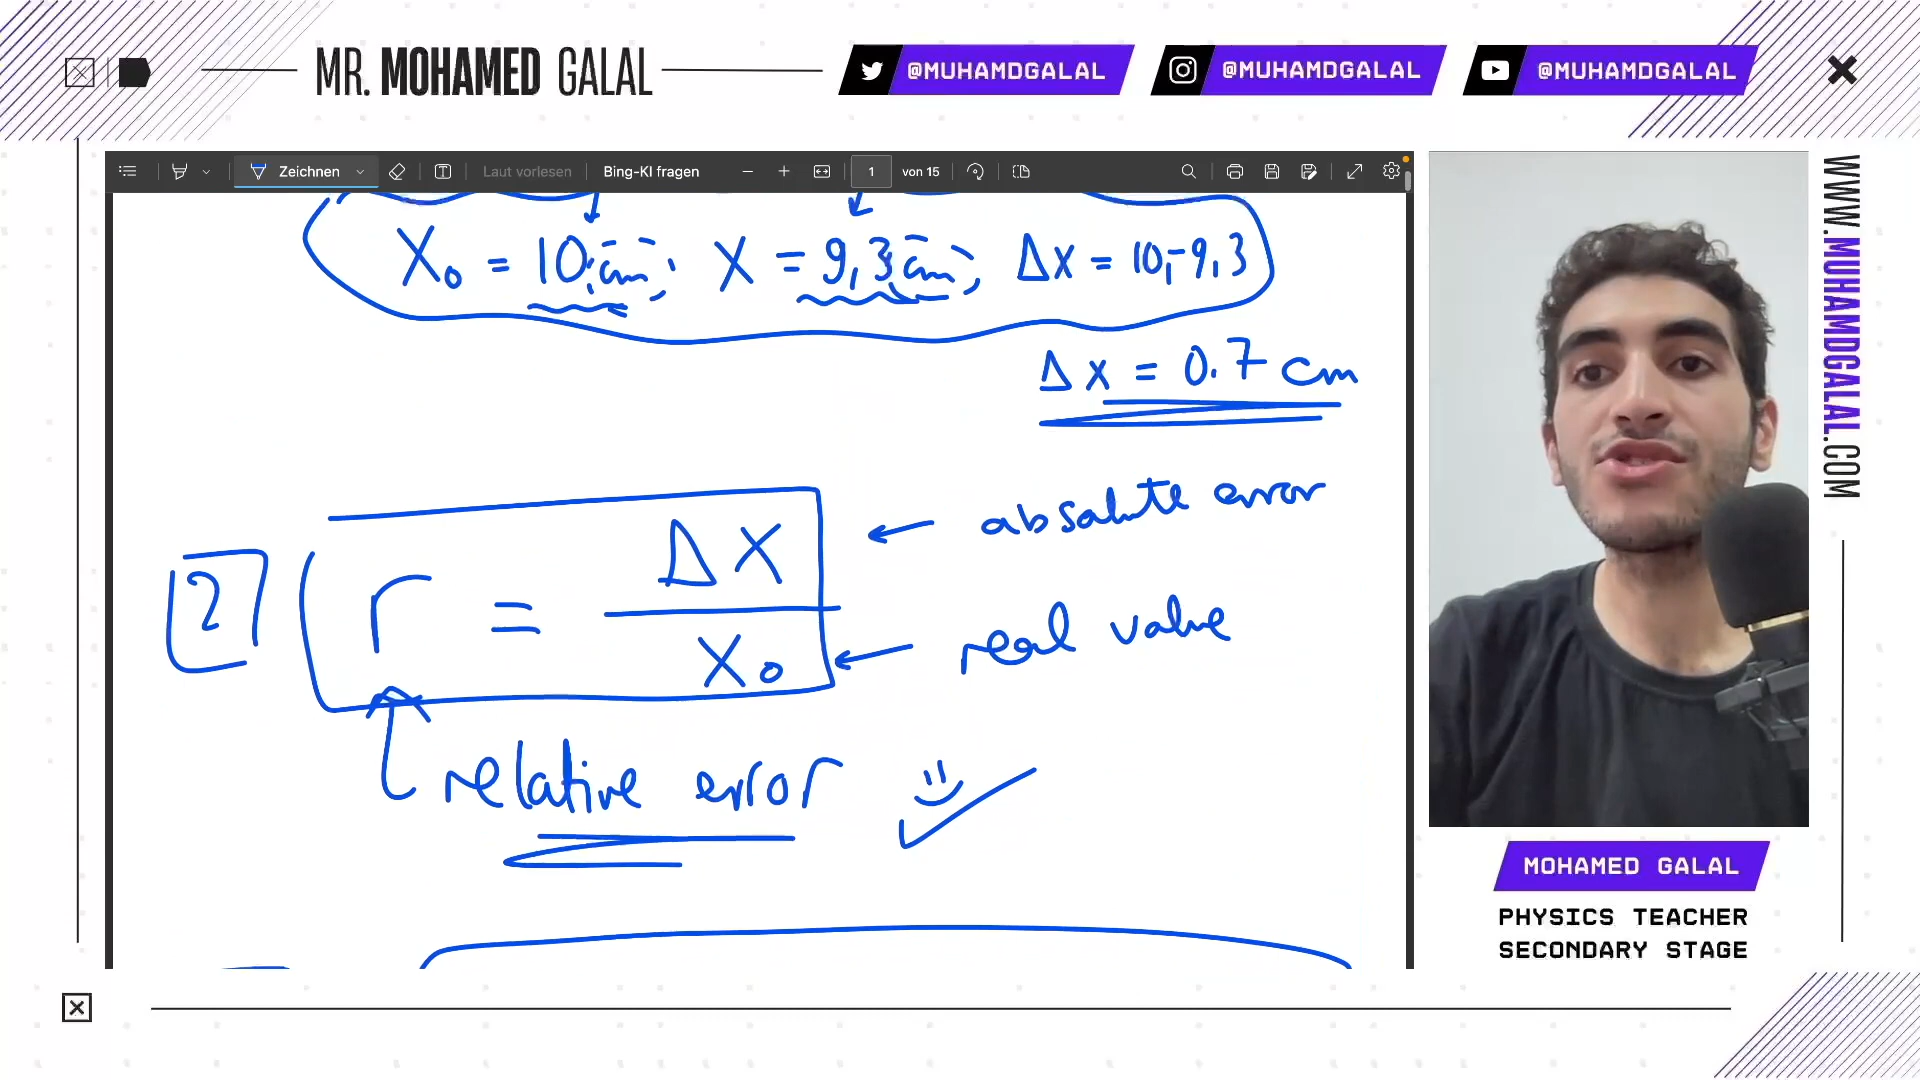 MR. MOHAMED GALAL
@MUHAMDGALAL
@MUHAMDGALAL
@MUHAMDGALAL
Zeichnen
Laut vorlesen
Bing-KI fragen
1
von 15
X₀ = 10 cm; X = 9,3 cm; ΔX = 10,-9,3
Δx = 0.7 cm
2
r = ΔX / X₀
absolute error
real value
relative error
WWW.MUHAMDGALAL.COM
MOHAMED GALAL
PHYSICS TEACHER
SECONDARY STAGE